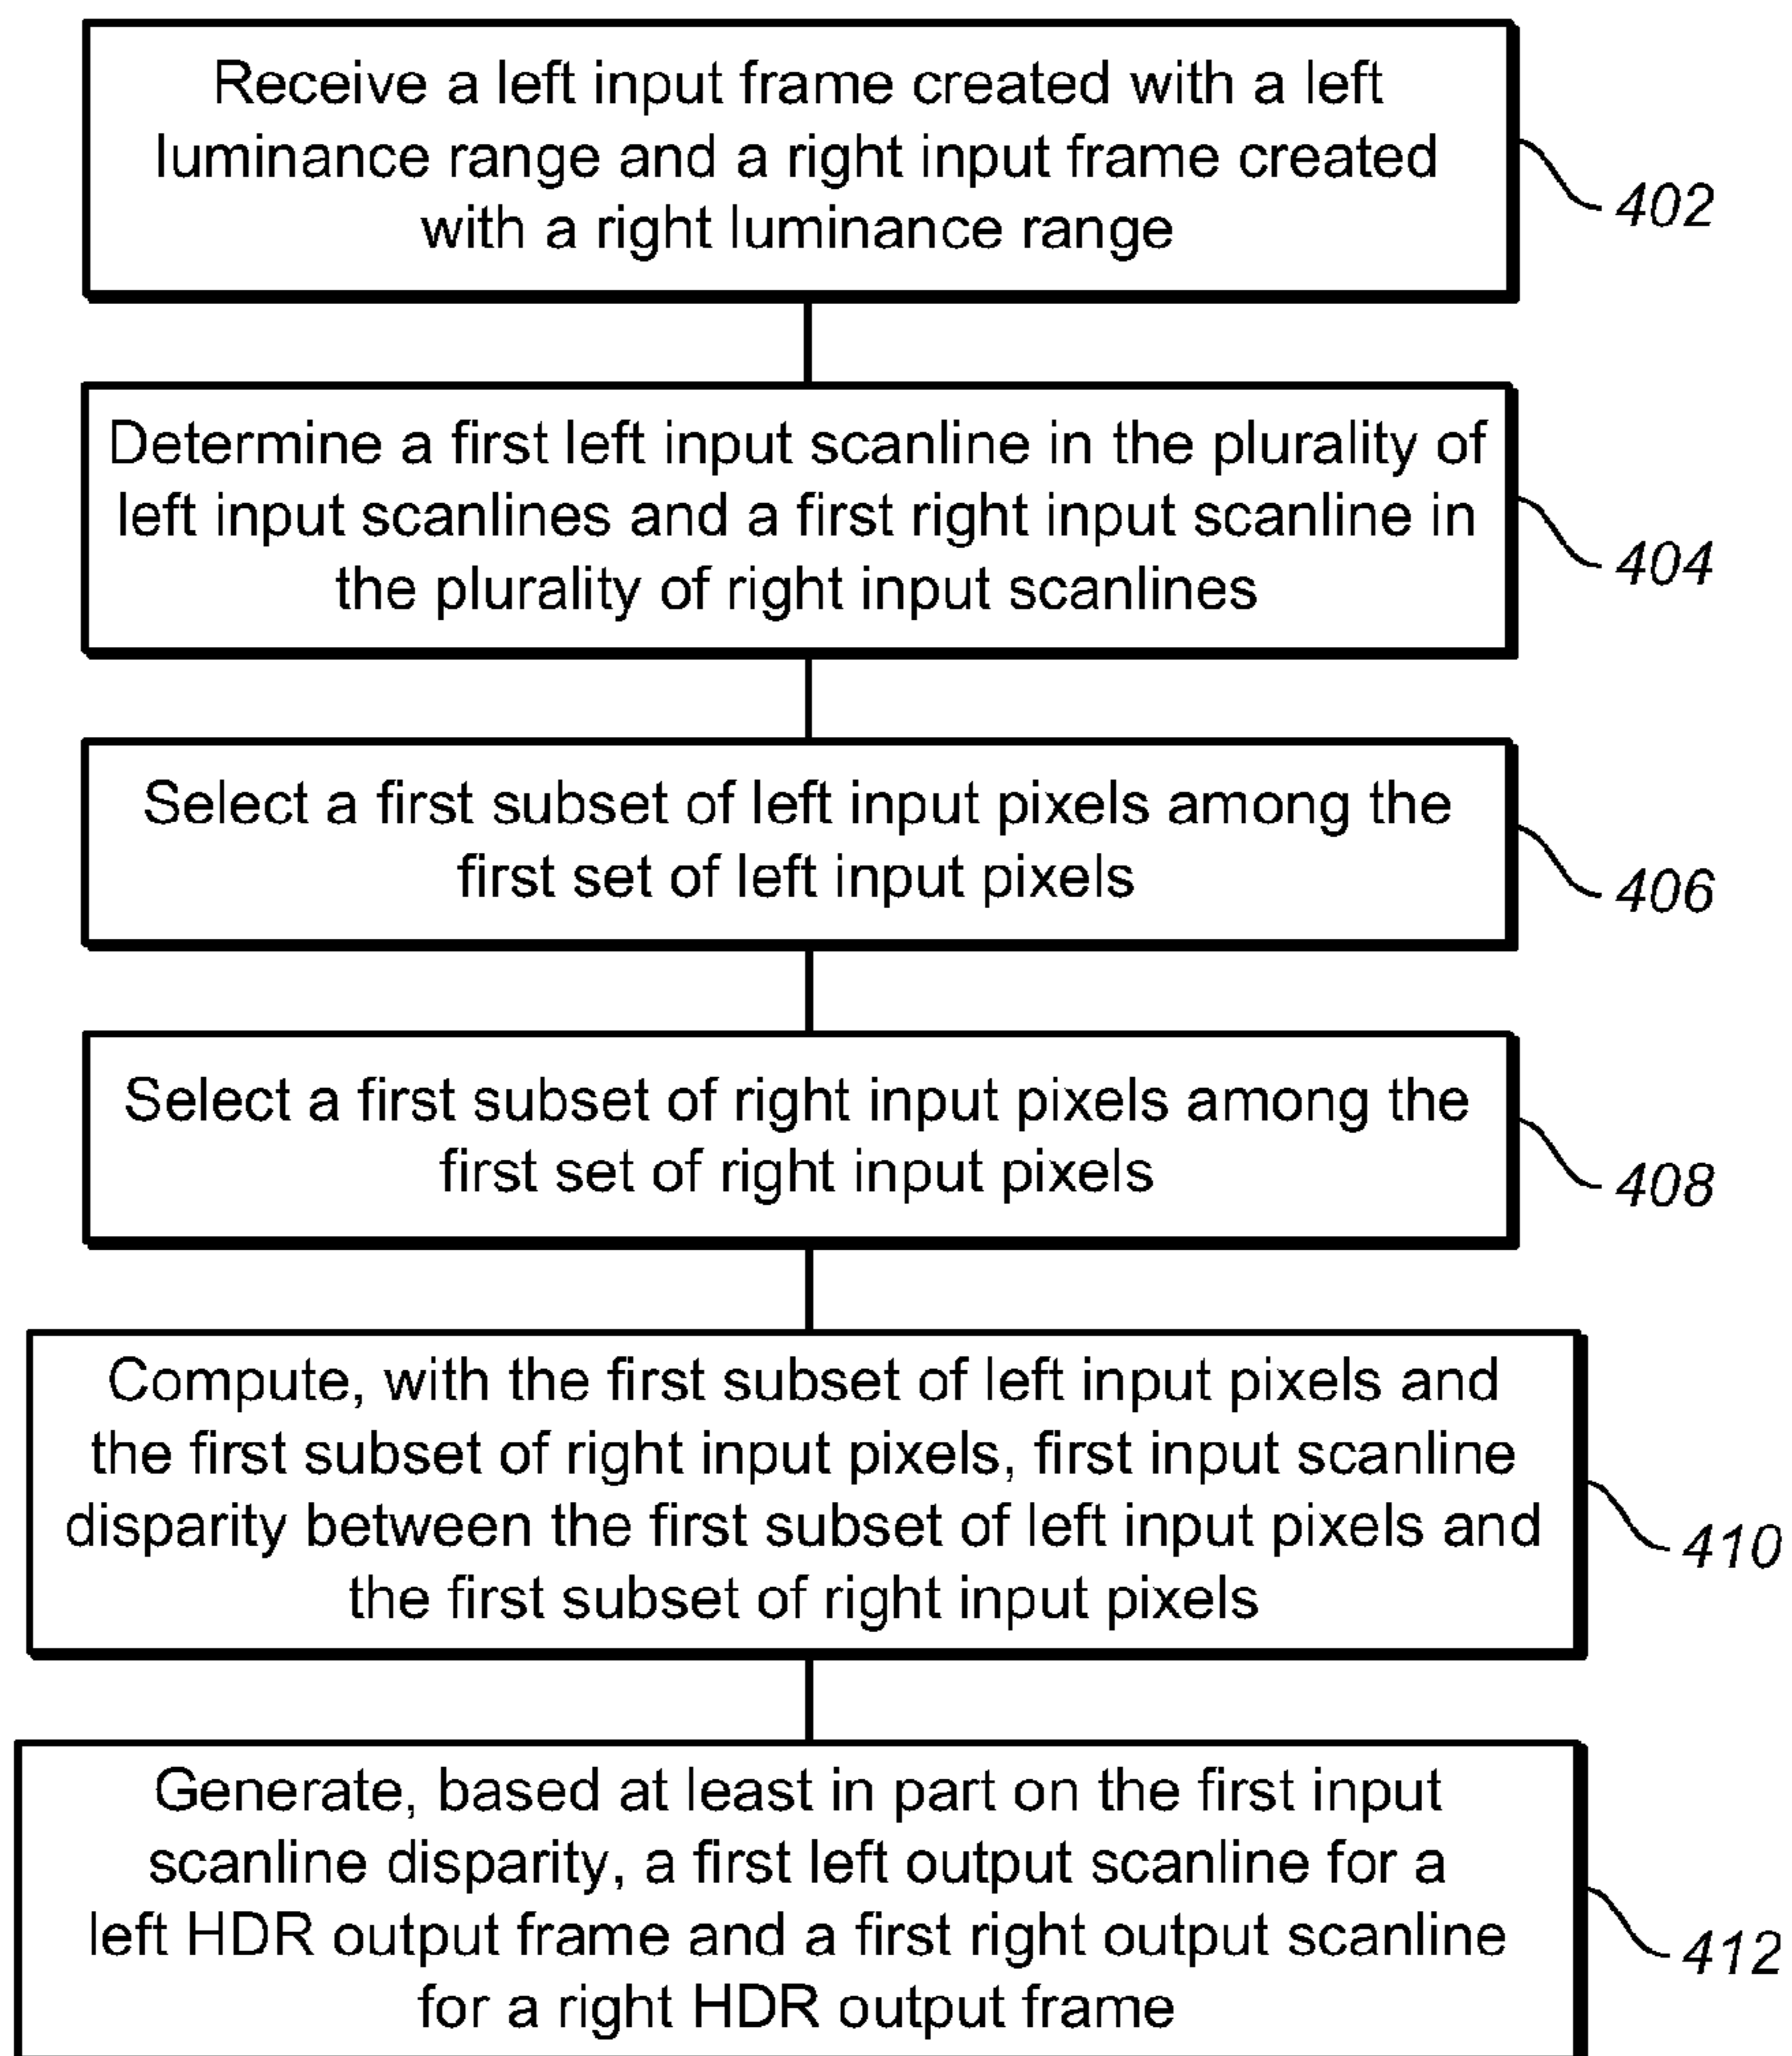 Receive a left input frame created with a left
luminance range and a right input frame created
with a right luminance range
402
Determine a first left input scanline in the plurality of
left input scanlines and a first right input scanline in
the plurality of right input scanlines
404
Select a first subset of left input pixels among the
first set of left input pixels
406
Select a first subset of right input pixels among the
first set of right input pixels
408
Compute, with the first subset of left input pixels and
the first subset of right input pixels, first input scanline
disparity between the first subset of left input pixels and
the first subset of right input pixels
410
Generate, based at least in part on the first input
scanline disparity, a first left output scanline for a
left HDR output frame and a first right output scanline
for a right HDR output frame
412